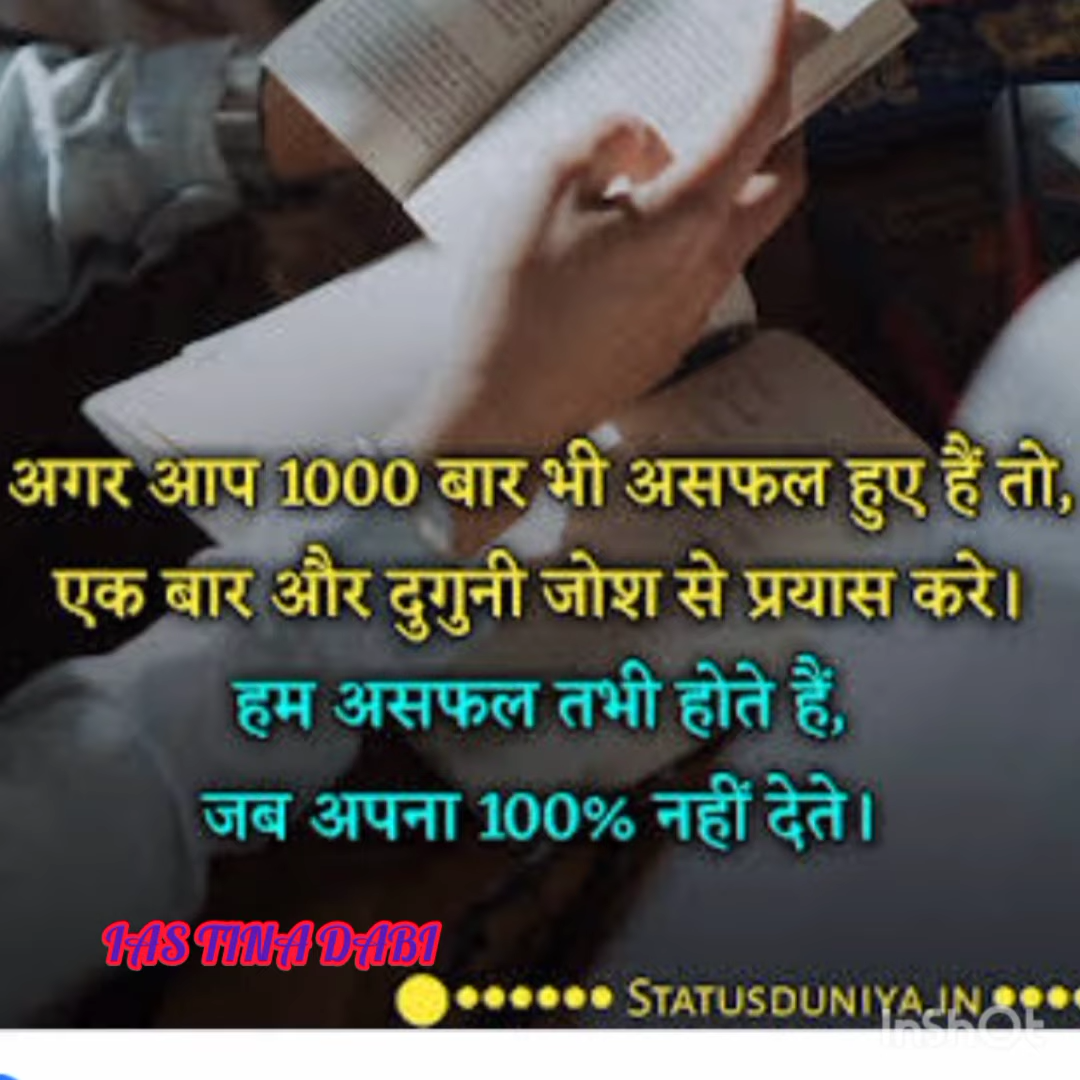 अगर आप 1000 बार भी असफल हुए हैं तो,
एक बार और दुगुनी जोश से प्रयास करे।
हम असफल तभी होते हैं,
जब अपना 100% नहीं देते।
IAS TINA DABI
STATUSDUNIYA.IN
InShOt